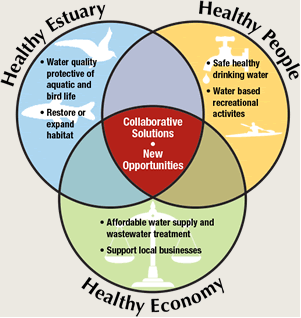 Healthy Estuary
Healthy People
• Water quality
protective of
aquatic and
bird life
• Restore or
expand
habitat
• Safe healthy
drinking water
• Water based
recreational
activites
Collaborative
Solutions
•
New
Opportunities
• Affordable water supply and
wastewater treatment
• Support local businesses
Healthy Economy